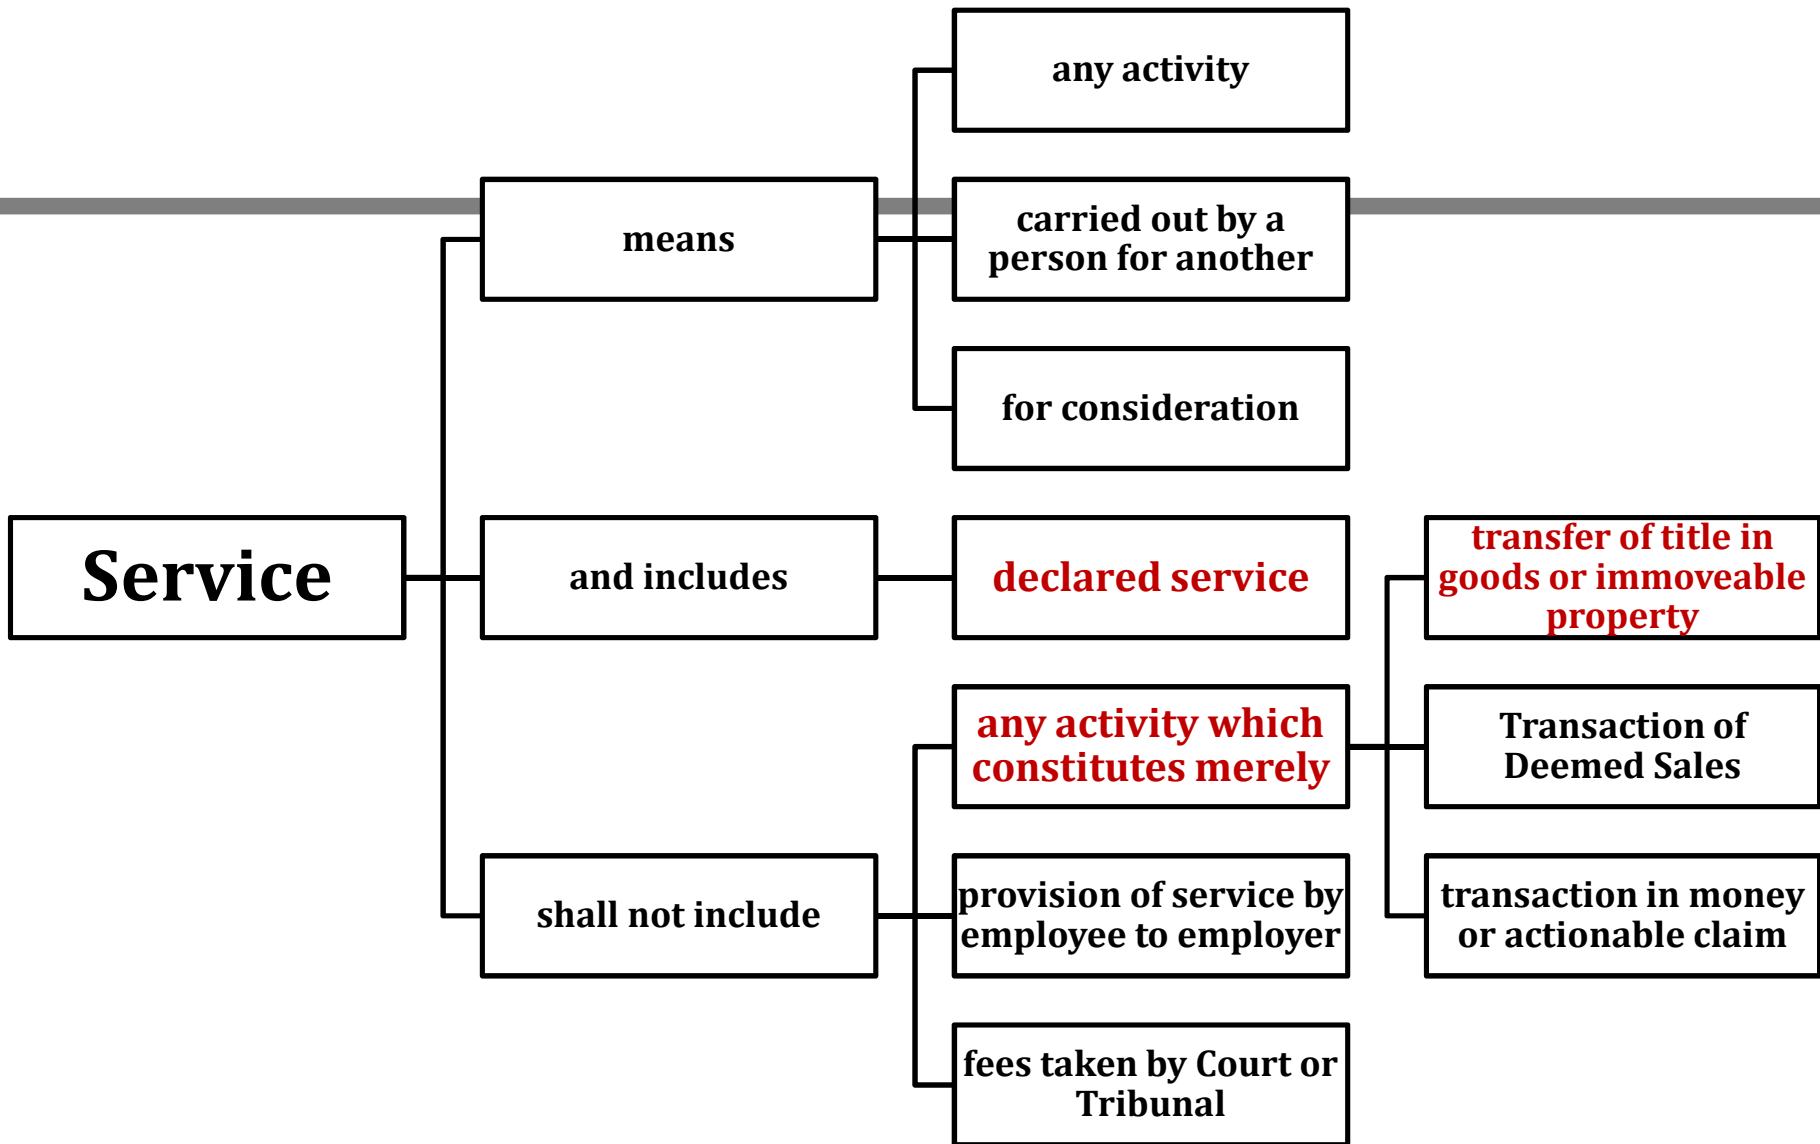 Service
means
any activity
carried out by a
person for another
for consideration
and includes
declared service
shall not include
any activity which
constitutes merely
transfer of title in
goods or immoveable
property
Transaction of
Deemed Sales
transaction in money
or actionable claim
provision of service by
employee to employer
fees taken by Court or
Tribunal